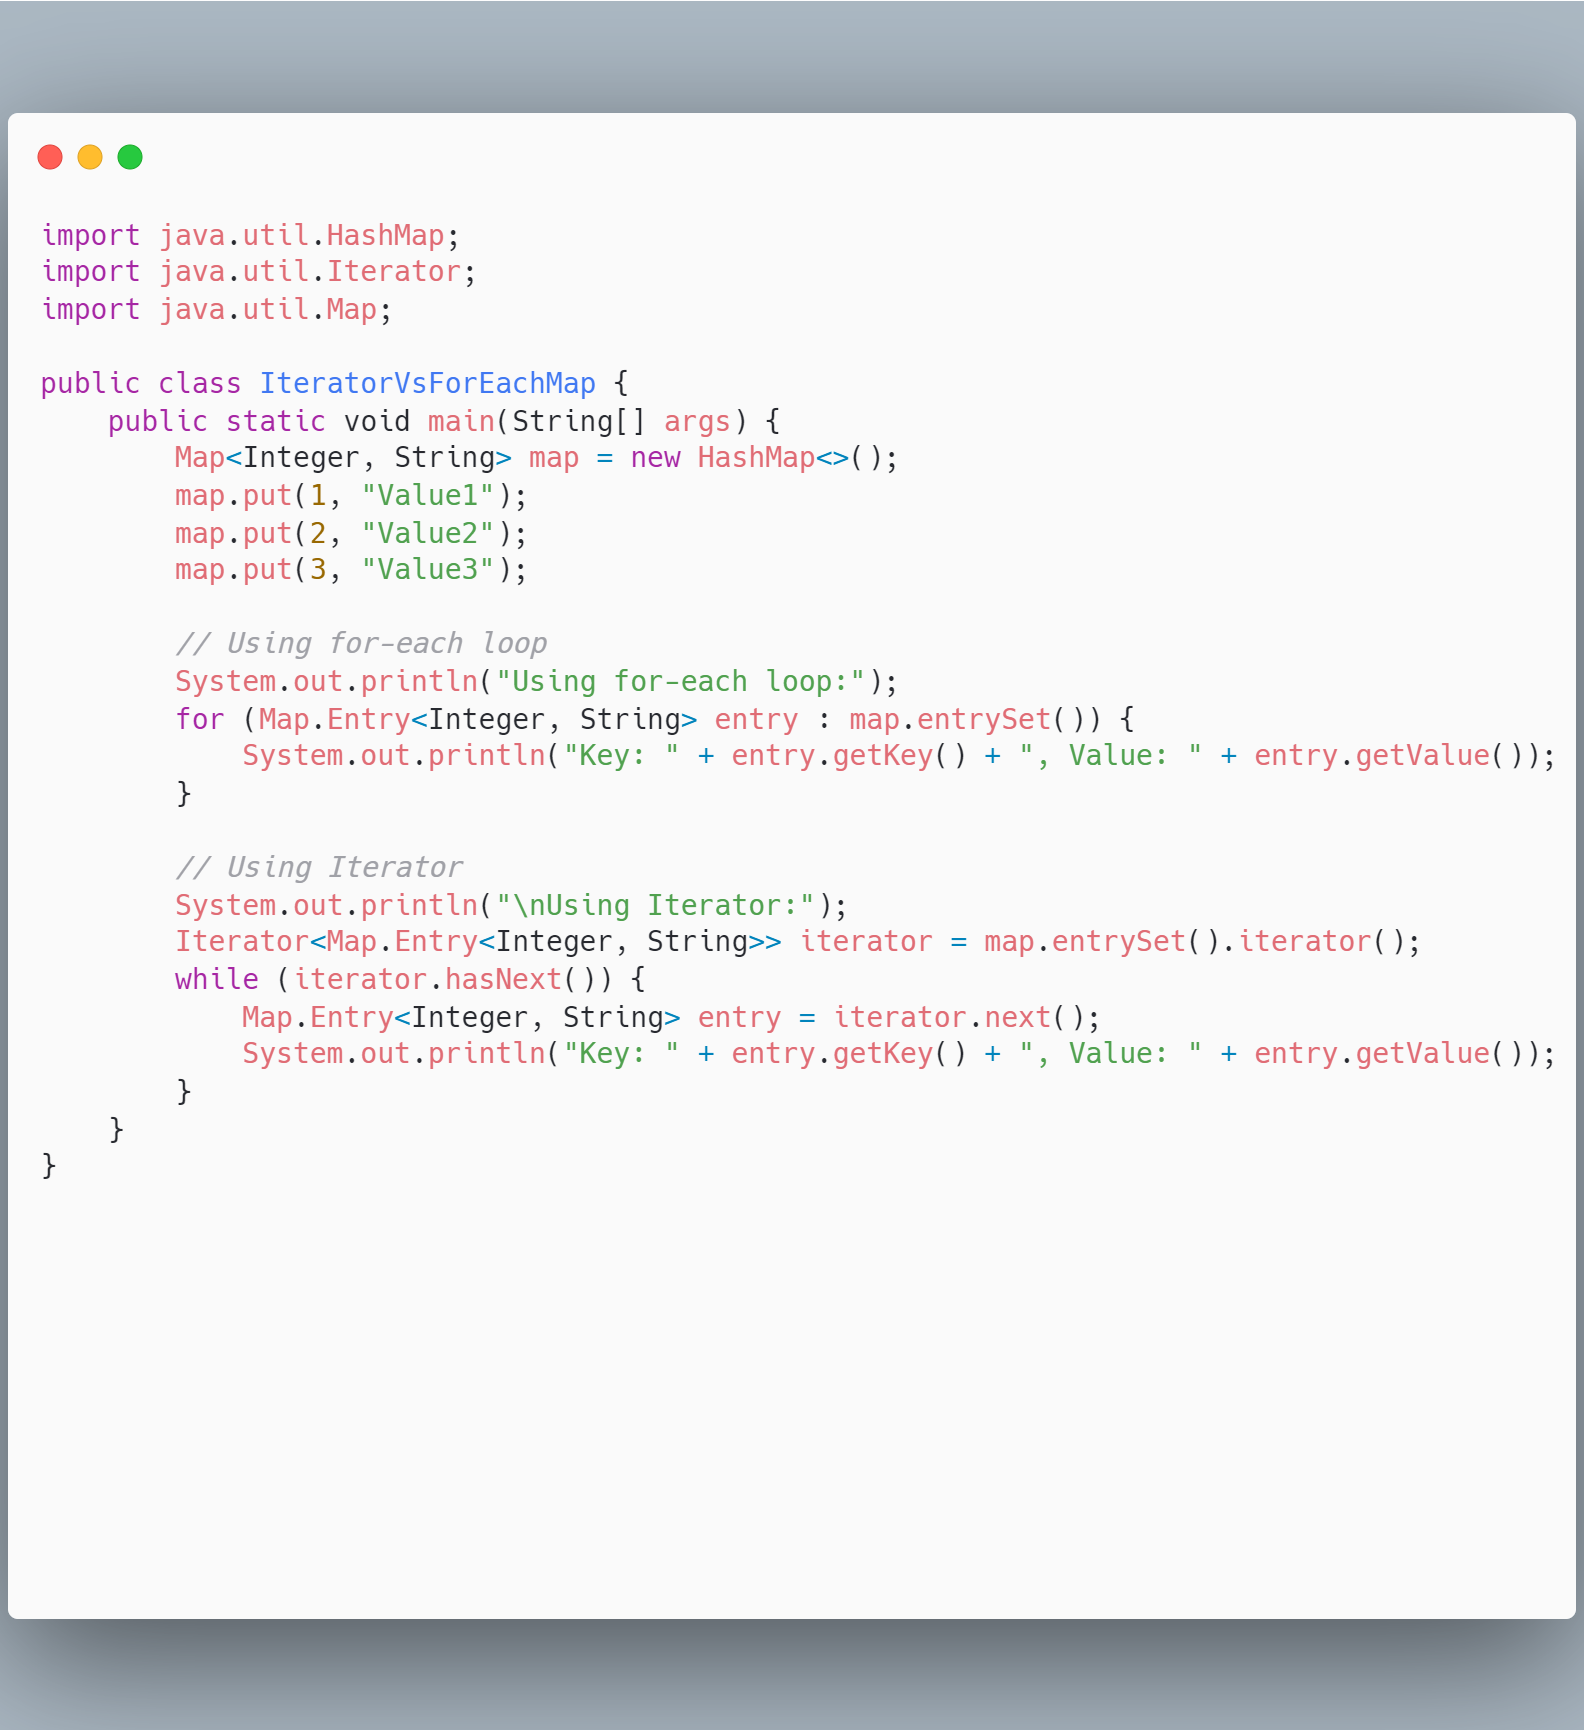 import java.util.HashMap;
import java.util.Iterator;
import java.util.Map;

public class IteratorVsForEachMap {
    public static void main(String[] args) {
        Map<Integer, String> map = new HashMap<>();
        map.put(1, "Value1");
        map.put(2, "Value2");
        map.put(3, "Value3");

        // Using for-each loop
        System.out.println("Using for-each loop:");
        for (Map.Entry<Integer, String> entry : map.entrySet()) {
            System.out.println("Key: " + entry.getKey() + ", Value: " + entry.getValue());
        }

        // Using Iterator
        System.out.println("\nUsing Iterator:");
        Iterator<Map.Entry<Integer, String>> iterator = map.entrySet().iterator();
        while (iterator.hasNext()) {
            Map.Entry<Integer, String> entry = iterator.next();
            System.out.println("Key: " + entry.getKey() + ", Value: " + entry.getValue());
        }
    }
}